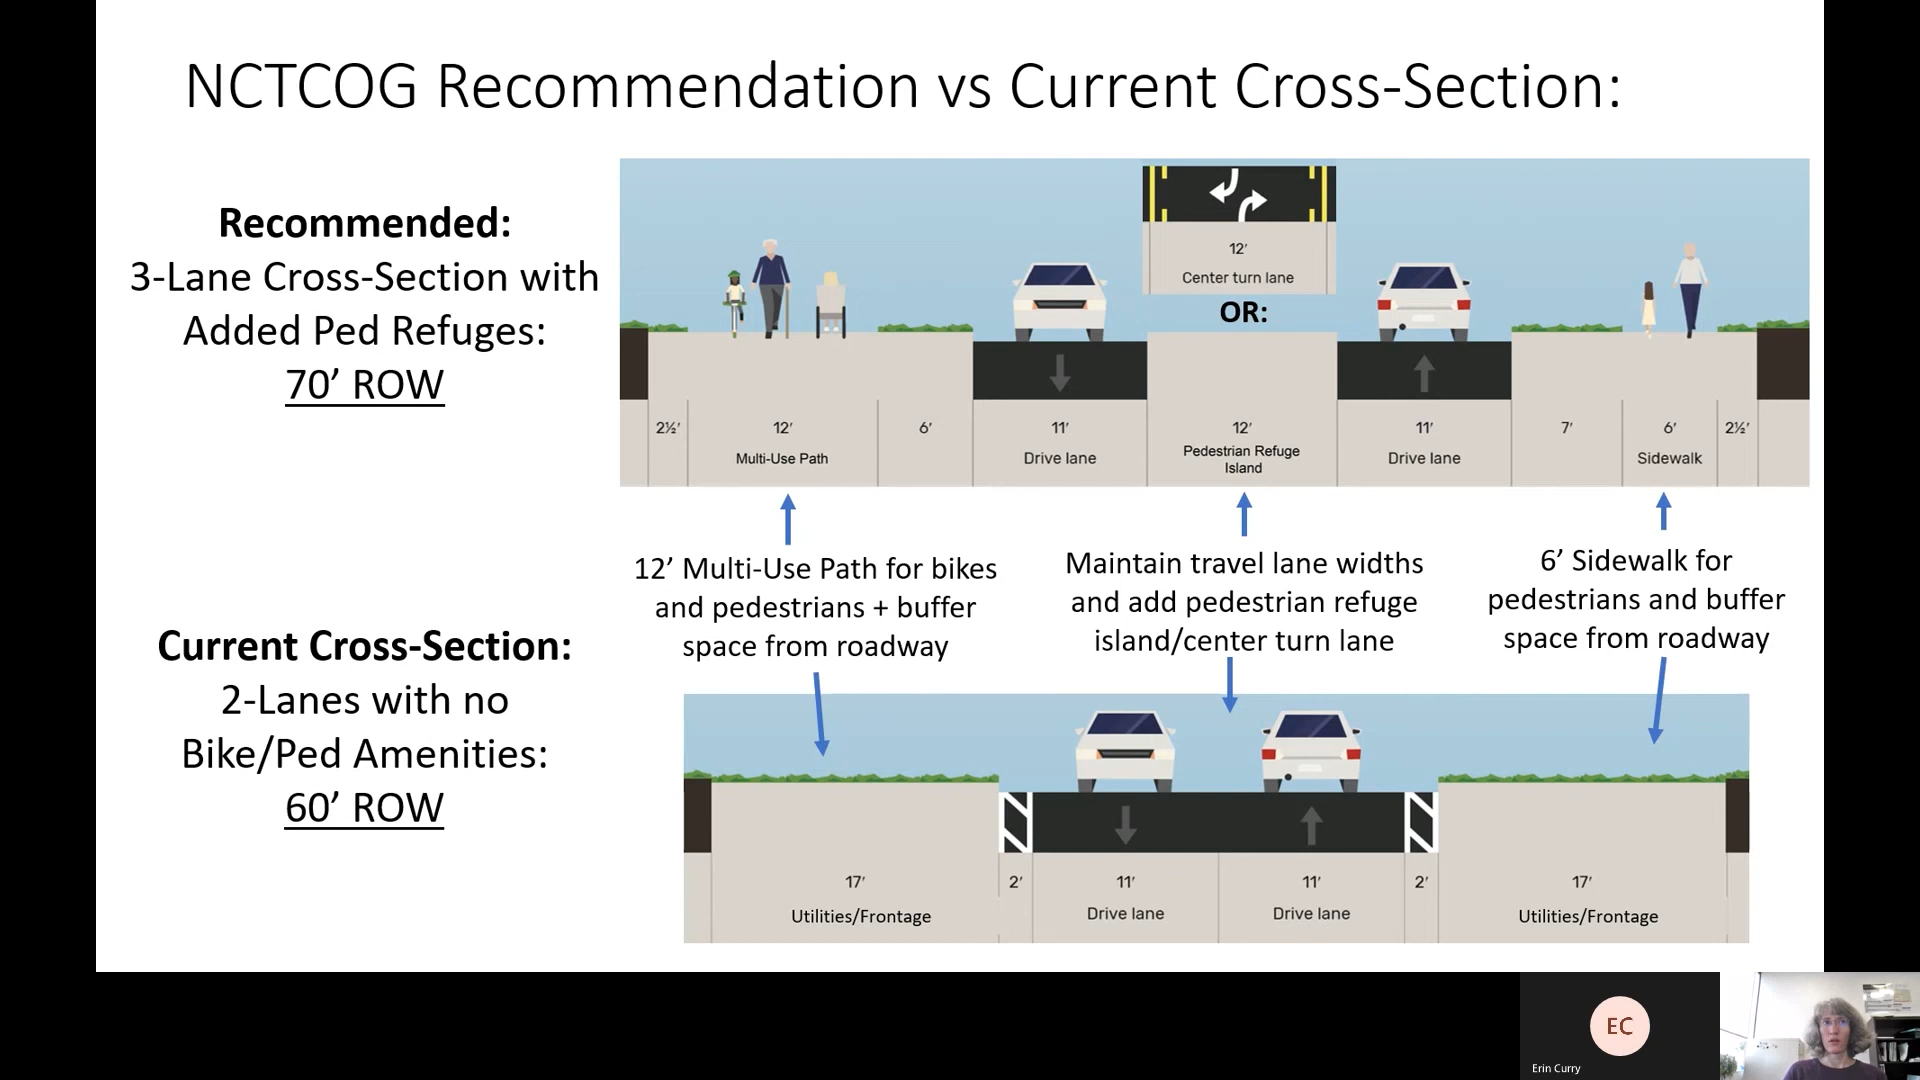 NCTCOG Recommendation vs Current Cross-Section:
Recommended:
3-Lane Cross-Section with
Added Ped Refuges:
70’ ROW
12′
Center turn lane
OR:
2½′
12′
6′
11′
12′
11′
7′
6′
2½′
Multi-Use Path
Drive lane
Pedestrian Refuge
Island
Drive lane
Sidewalk
12’ Multi-Use Path for bikes
and pedestrians + buffer
space from roadway
Maintain travel lane widths
and add pedestrian refuge
island/center turn lane
6’ Sidewalk for
pedestrians and buffer
space from roadway
Current Cross-Section:
2-Lanes with no
Bike/Ped Amenities:
60’ ROW
17′
2′
11′
11′
2′
17′
Utilities/Frontage
Drive lane
Drive lane
Utilities/Frontage
EC
Erin Curry